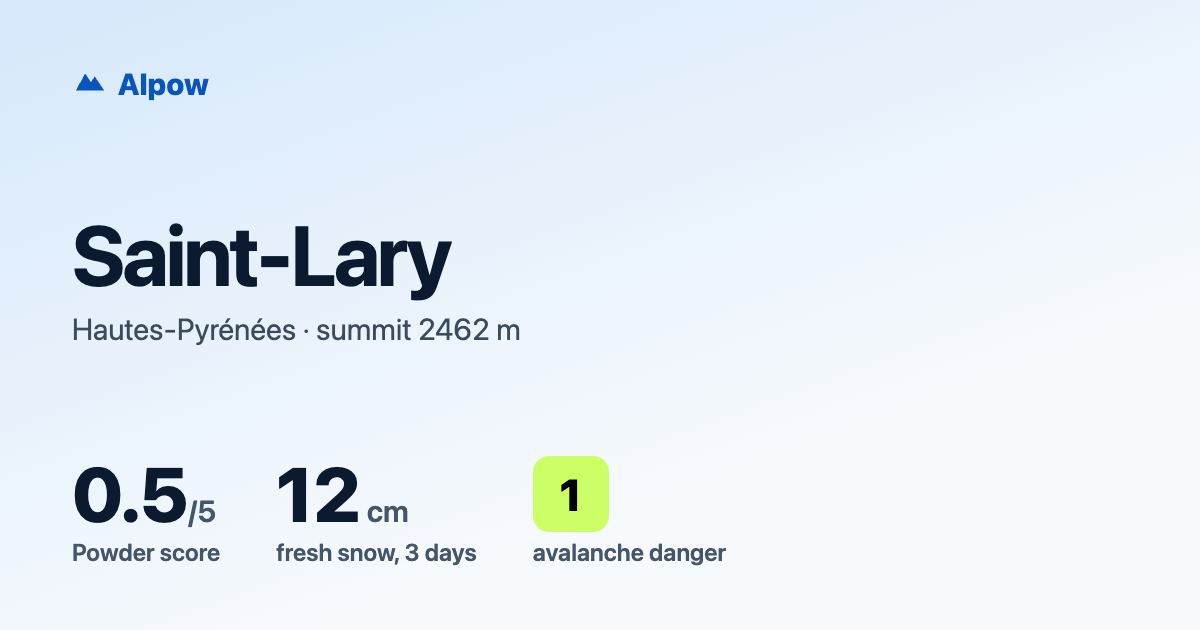 Alpow
Saint-Lary
Hautes-Pyrénées · summit 2462 m
0.5/5
Powder score
12 cm
fresh snow, 3 days
1
avalanche danger